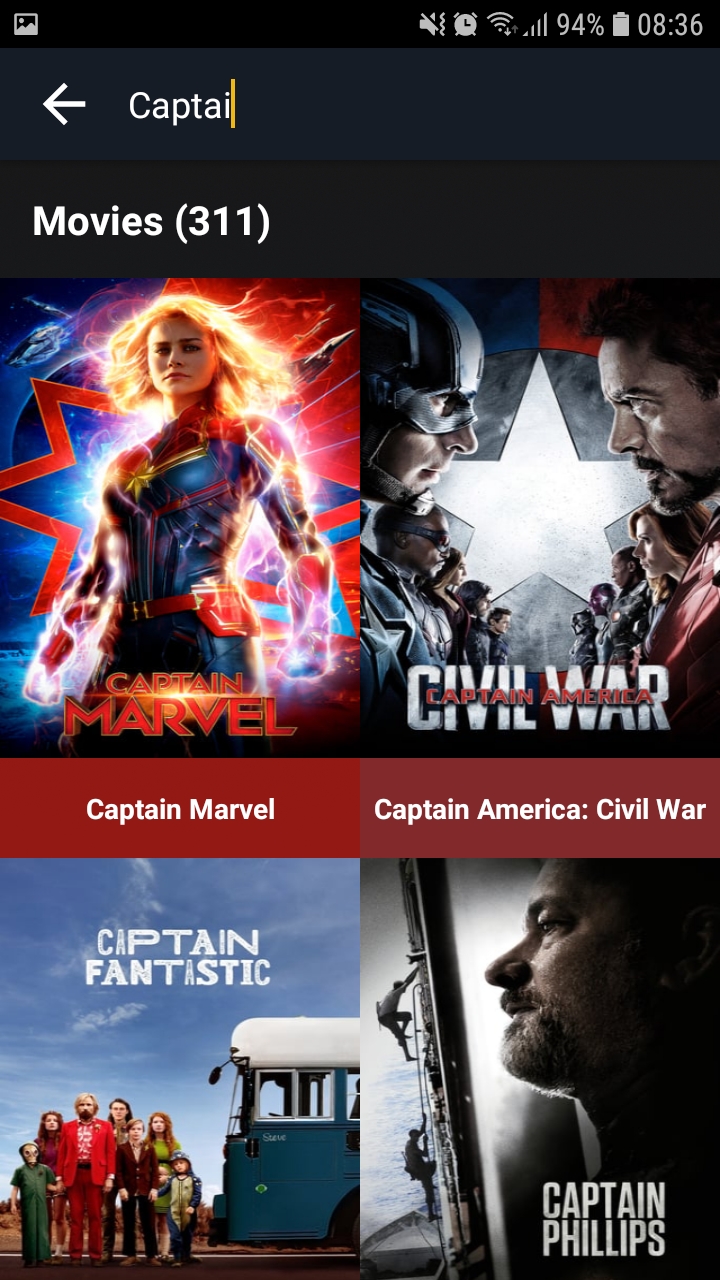 94% 08:36
Captai
Movies (311)
CAPTAIN
MARVEL
CIVIL WAR
CAPTAIN AMERICA
Captain Marvel
Captain America: Civil War
CAPTAIN
FANTASTIC
Steve
CAPTAIN
PHILLIPS